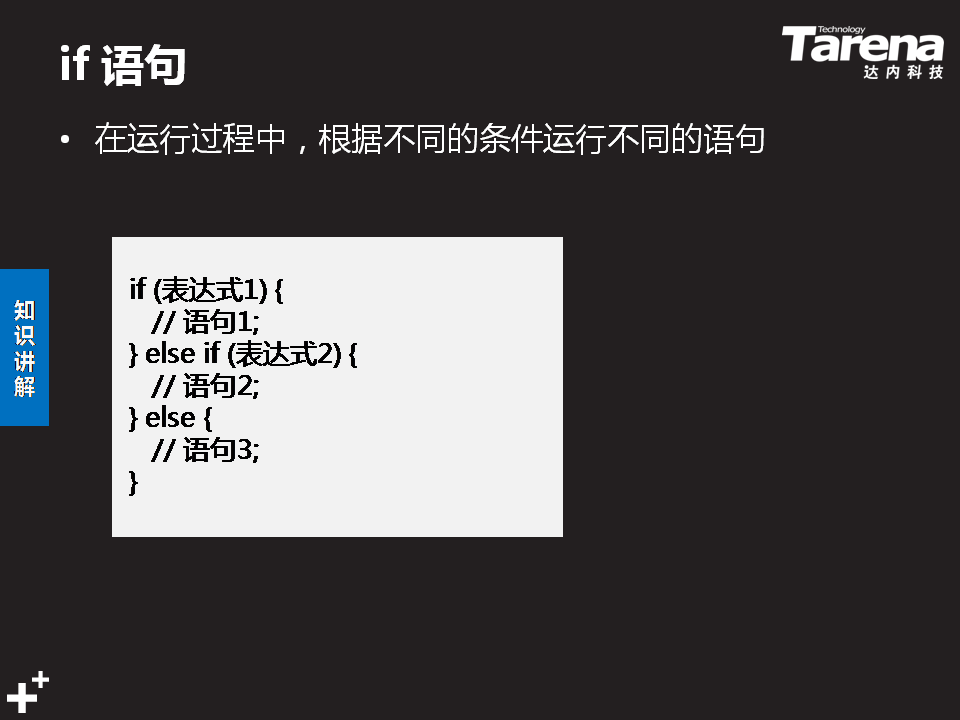 if 语句
Technology
Tarena
达内科技
• 在运行过程中，根据不同的条件运行不同的语句
知识讲解
if (表达式1) {
// 语句1;
} else if (表达式2) {
// 语句2;
} else {
// 语句3;
}